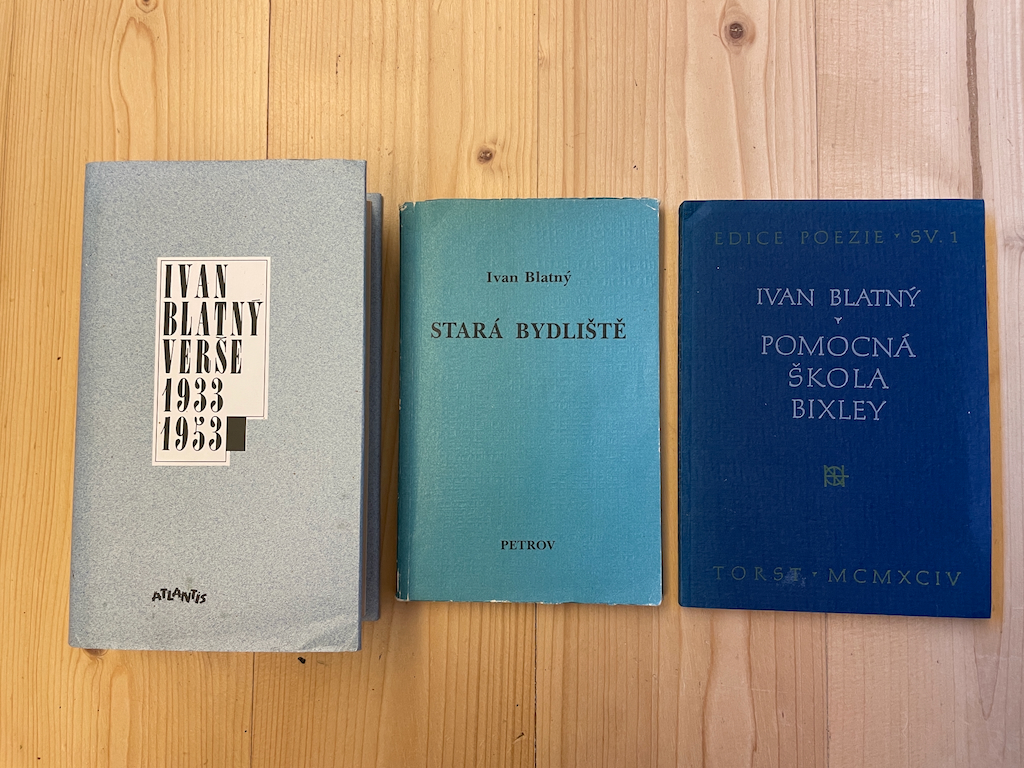 IVAN
BLATNÝ
VERŠE
1933
1953
ATLANTIS
Ivan Blatný
STARÁ BYDLIŠTĚ
PETROV
EDICE POEZIE SV. 1
IVAN BLATNÝ
POMOCNÁ
ŠKOLA
BIXLEY
TORST MCMXCIV